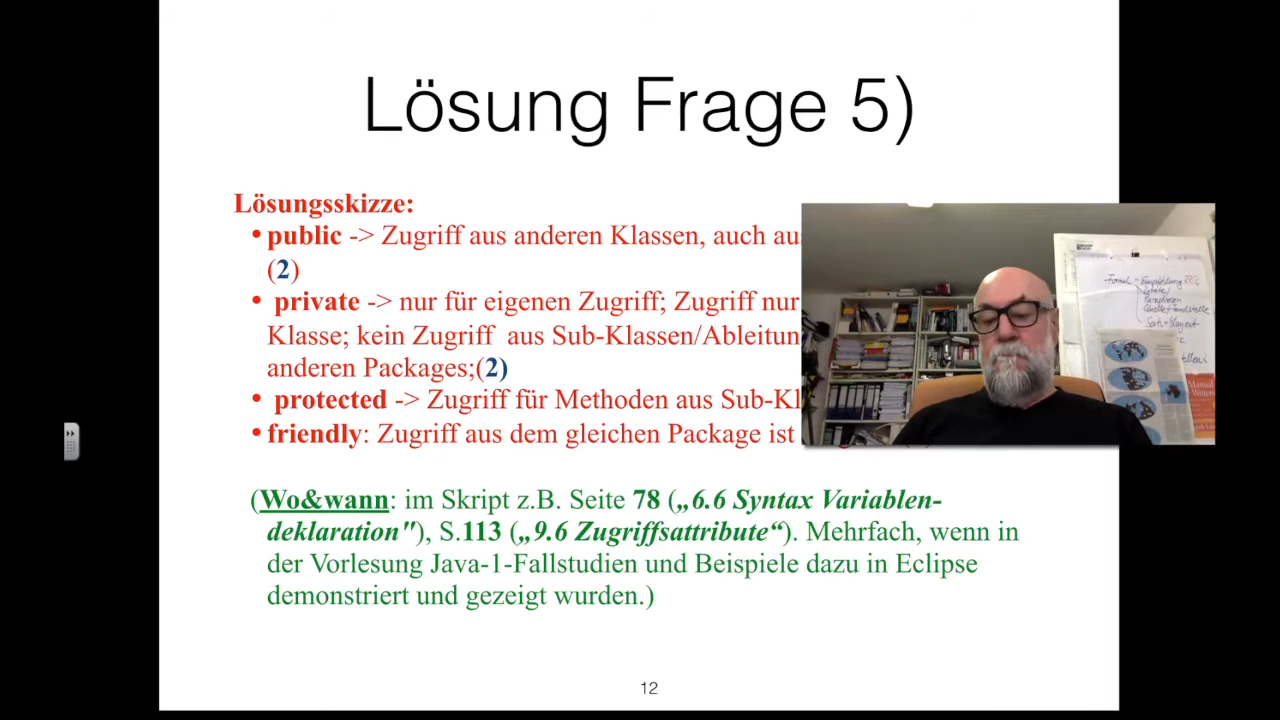 Lösung Frage 5)
Lösungsskizze:
• public -> Zugriff aus anderen Klassen, auch aus
(2)
• private -> nur für eigenen Zugriff; Zugriff nur
Klasse; kein Zugriff aus Sub-Klassen/Ableitun
anderen Packages;(2)
• protected -> Zugriff für Methoden aus Sub-Kl
• friendly: Zugriff aus dem gleichen Package ist
(Wo&wann: im Skript z.B. Seite 78 („6.6 Syntax Variablen-
deklaration"), S.113 („9.6 Zugriffsattribute“). Mehrfach, wenn in
der Vorlesung Java-1-Fallstudien und Beispiele dazu in Eclipse
demonstriert und gezeigt wurden.)
12
Formal
Manual